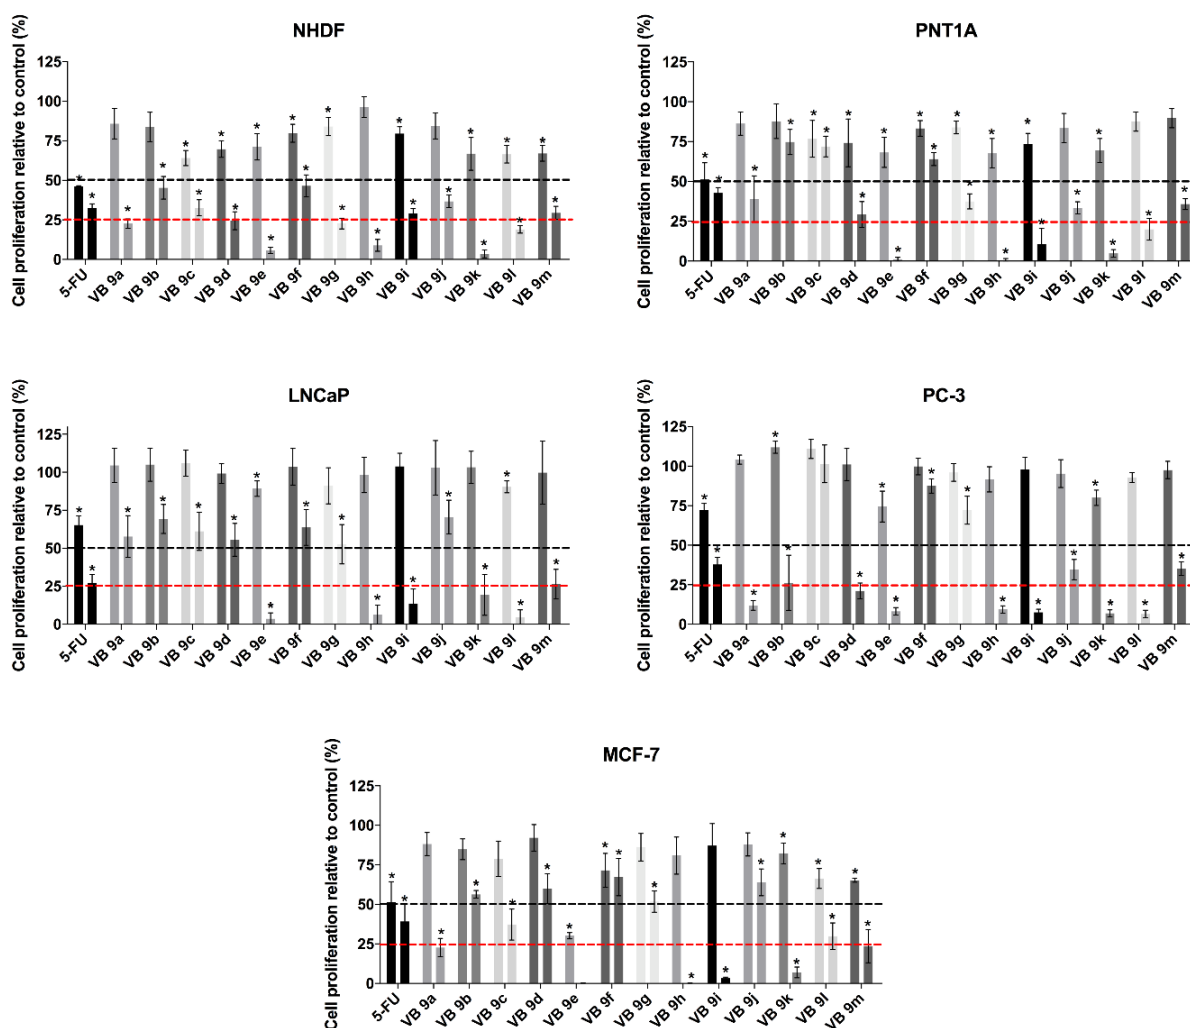 NHDF
Cell proliferation relative to control (%)
125
100
75
50
25
0
5-FU
VB 9a
VB 9b
VB 9c
VB 9d
VB 9e
VB 9f
VB 9g
VB 9h
VB 9i
VB 9j
VB 9k
VB 9l
VB 9m
PNT1A
Cell proliferation relative to control (%)
125
100
75
50
25
0
5-FU
VB 9a
VB 9b
VB 9c
VB 9d
VB 9e
VB 9f
VB 9g
VB 9h
VB 9i
VB 9j
VB 9k
VB 9l
VB 9m
LNCaP
Cell proliferation relative to control (%)
125
100
75
50
25
0
5-FU
VB 9a
VB 9b
VB 9c
VB 9d
VB 9e
VB 9f
VB 9g
VB 9h
VB 9i
VB 9j
VB 9k
VB 9l
VB 9m
PC-3
Cell proliferation relative to control (%)
125
100
75
50
25
0
5-FU
VB 9a
VB 9b
VB 9c
VB 9d
VB 9e
VB 9f
VB 9g
VB 9h
VB 9i
VB 9j
VB 9k
VB 9l
VB 9m
MCF-7
Cell proliferation relative to control (%)
125
100
75
50
25
0
5-FU
VB 9a
VB 9b
VB 9c
VB 9d
VB 9e
VB 9f
VB 9g
VB 9h
VB 9i
VB 9j
VB 9k
VB 9l
VB 9m